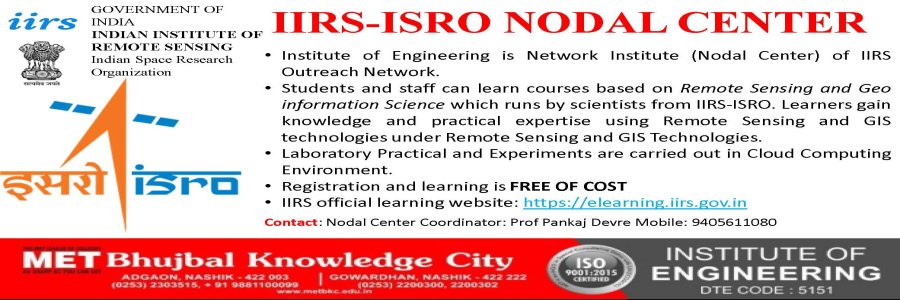 iirs
GOVERNMENT OF
INDIA
INDIAN INSTITUTE OF
REMOTE SENSING
Indian Space Research
Organization
सत्यमेव जयते
इसरो isro
IIRS-ISRO NODAL CENTER
• Institute of Engineering is Network Institute (Nodal Center) of IIRS
Outreach Network.
• Students and staff can learn courses based on Remote Sensing and Geo
information Science which runs by scientists from IIRS-ISRO. Learners gain
knowledge and practical expertise using Remote Sensing and GIS
technologies under Remote Sensing and GIS Technologies.
• Laboratory Practical and Experiments are carried out in Cloud Computing
Environment.
• Registration and learning is FREE OF COST
• IIRS official learning website: https://elearning.iirs.gov.in
Contact: Nodal Center Coordinator: Prof Pankaj Devre Mobile: 9405611080
MET Bhujbal Knowledge City
ADGAON, NASHIK - 422 003
(0253) 2303515, + 91 9881100099
GOWARDHAN, NASHIK - 422 222
(0253) 2200300, 2200302
www.metbkc.edu.in
ISO
9001:2015
CERTIFIED
INSTITUTE OF
ENGINEERING
DTE CODE : 5151